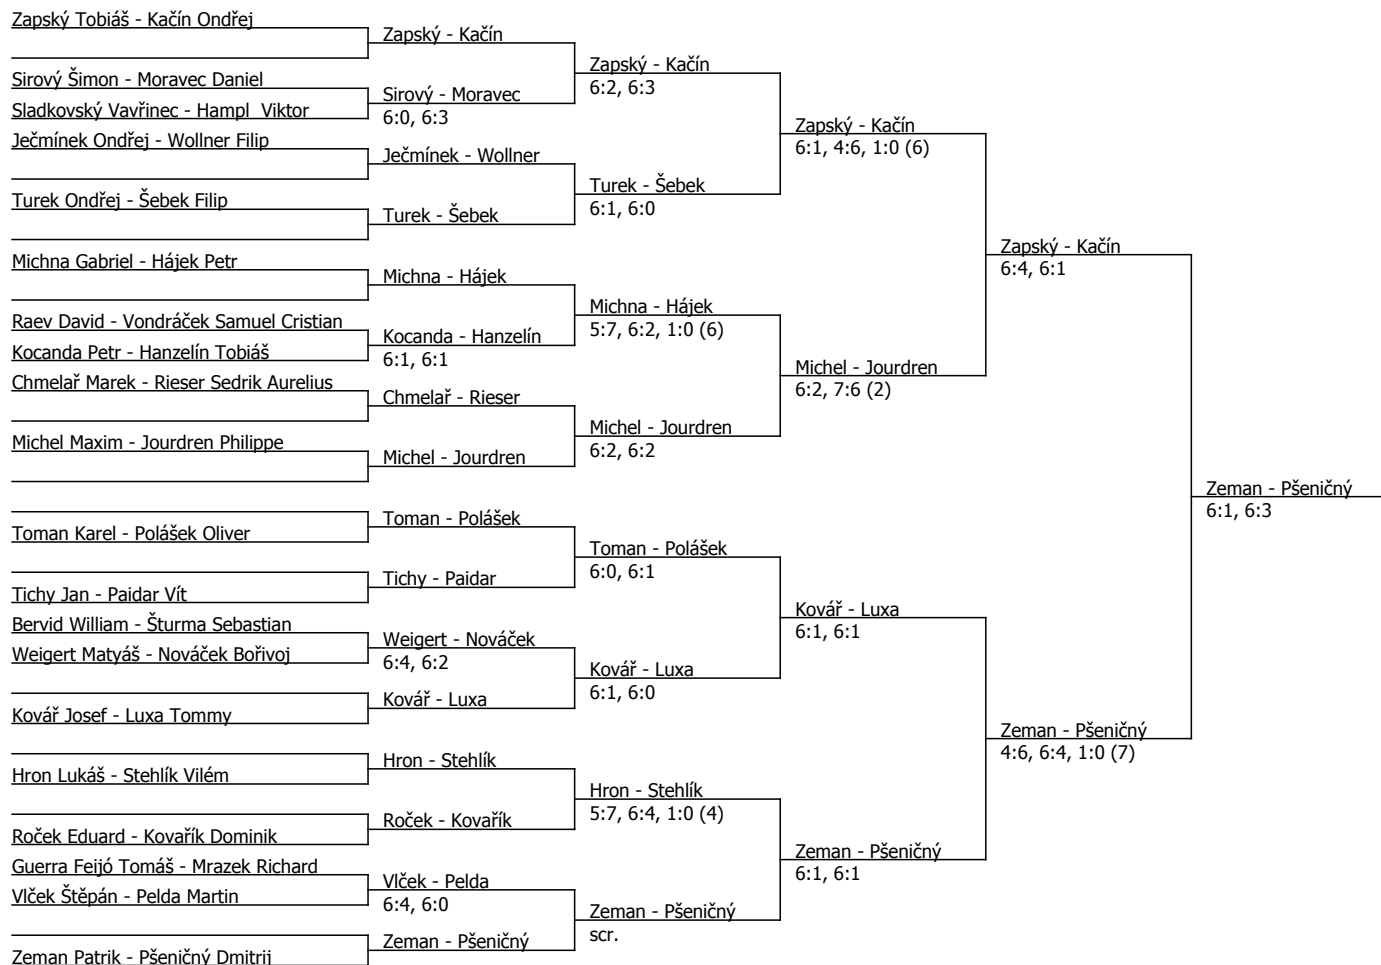 Zapský Tobiáš - Kačín Ondřej
Sirový Šimon - Moravec Daniel
Sladkovský Vavřinec - Hampl  Viktor
Ječmínek Ondřej - Wollner Filip
Turek Ondřej - Šebek Filip
Michna Gabriel - Hájek Petr
Raev David - Vondráček Samuel Cristian
Kocanda Petr - Hanzelín Tobiáš
Chmelař Marek - Rieser Sedrik Aurelius
Michel Maxim - Jourdren Philippe
Toman Karel - Polášek Oliver
Tichy Jan - Paidar Vít
Bervid William - Šturma Sebastian
Weigert Matyáš - Nováček Bořivoj
Kovář Josef - Luxa Tommy
Hron Lukáš - Stehlík Vilém
Roček Eduard - Kovařík Dominik
Guerra Feijó Tomáš - Mrazek Richard
Vlček Štěpán - Pelda Martin
Zeman Patrik - Pšeničný Dmitrij
Zapský - Kačín
Sirový - Moravec
6:0, 6:3
Ječmínek - Wollner
Turek - Šebek
Michna - Hájek
Kocanda - Hanzelín
6:1, 6:1
Chmelař - Rieser
Michel - Jourdren
Toman - Polášek
Tichy - Paidar
Weigert - Nováček
6:4, 6:2
Kovář - Luxa
Hron - Stehlík
Roček - Kovařík
Vlček - Pelda
6:4, 6:0
Zeman - Pšeničný
Zapský - Kačín
6:2, 6:3
Turek - Šebek
6:1, 6:0
Michna - Hájek
5:7, 6:2, 1:0 (6)
Michel - Jourdren
6:2, 6:2
Toman - Polášek
6:0, 6:1
Kovář - Luxa
6:1, 6:0
Hron - Stehlík
5:7, 6:4, 1:0 (4)
Zeman - Pšeničný
scr.
Zapský - Kačín
6:1, 4:6, 1:0 (6)
Michel - Jourdren
6:2, 7:6 (2)
Kovář - Luxa
6:1, 6:1
Zeman - Pšeničný
6:1, 6:1
Zapský - Kačín
6:4, 6:1
Zeman - Pšeničný
4:6, 6:4, 1:0 (7)
Zeman - Pšeničný
6:1, 6:3